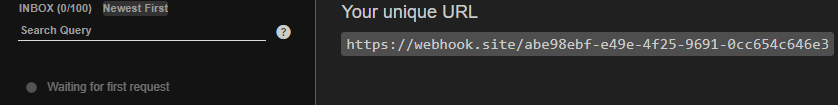 INBOX (0/100) Newest First
Search Query
?
Waiting for first request
Your unique URL
https://webhook.site/abe98ebf-e49e-4f25-9691-0cc654c646e3